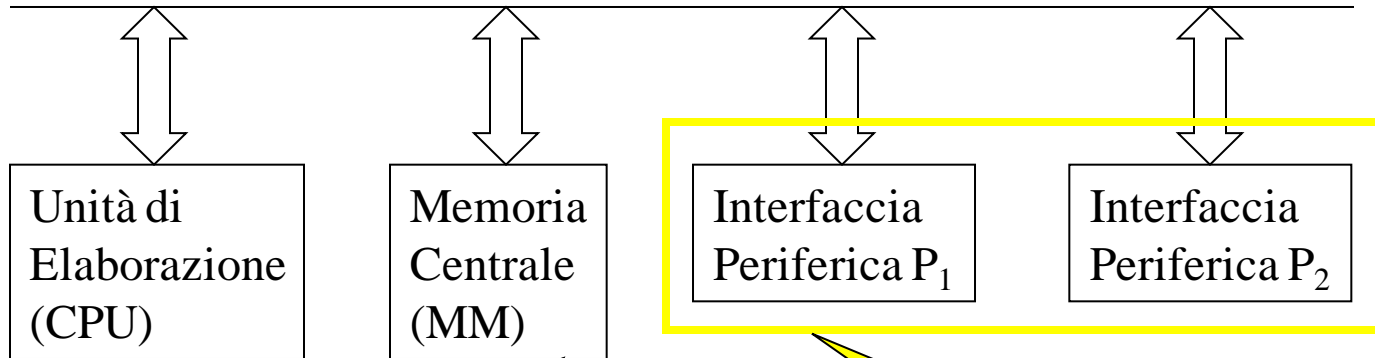 Unità di
Elaborazione
(CPU)
Memoria
Centrale
(MM)
Interfaccia
Periferica P₁
Interfaccia
Periferica P₂